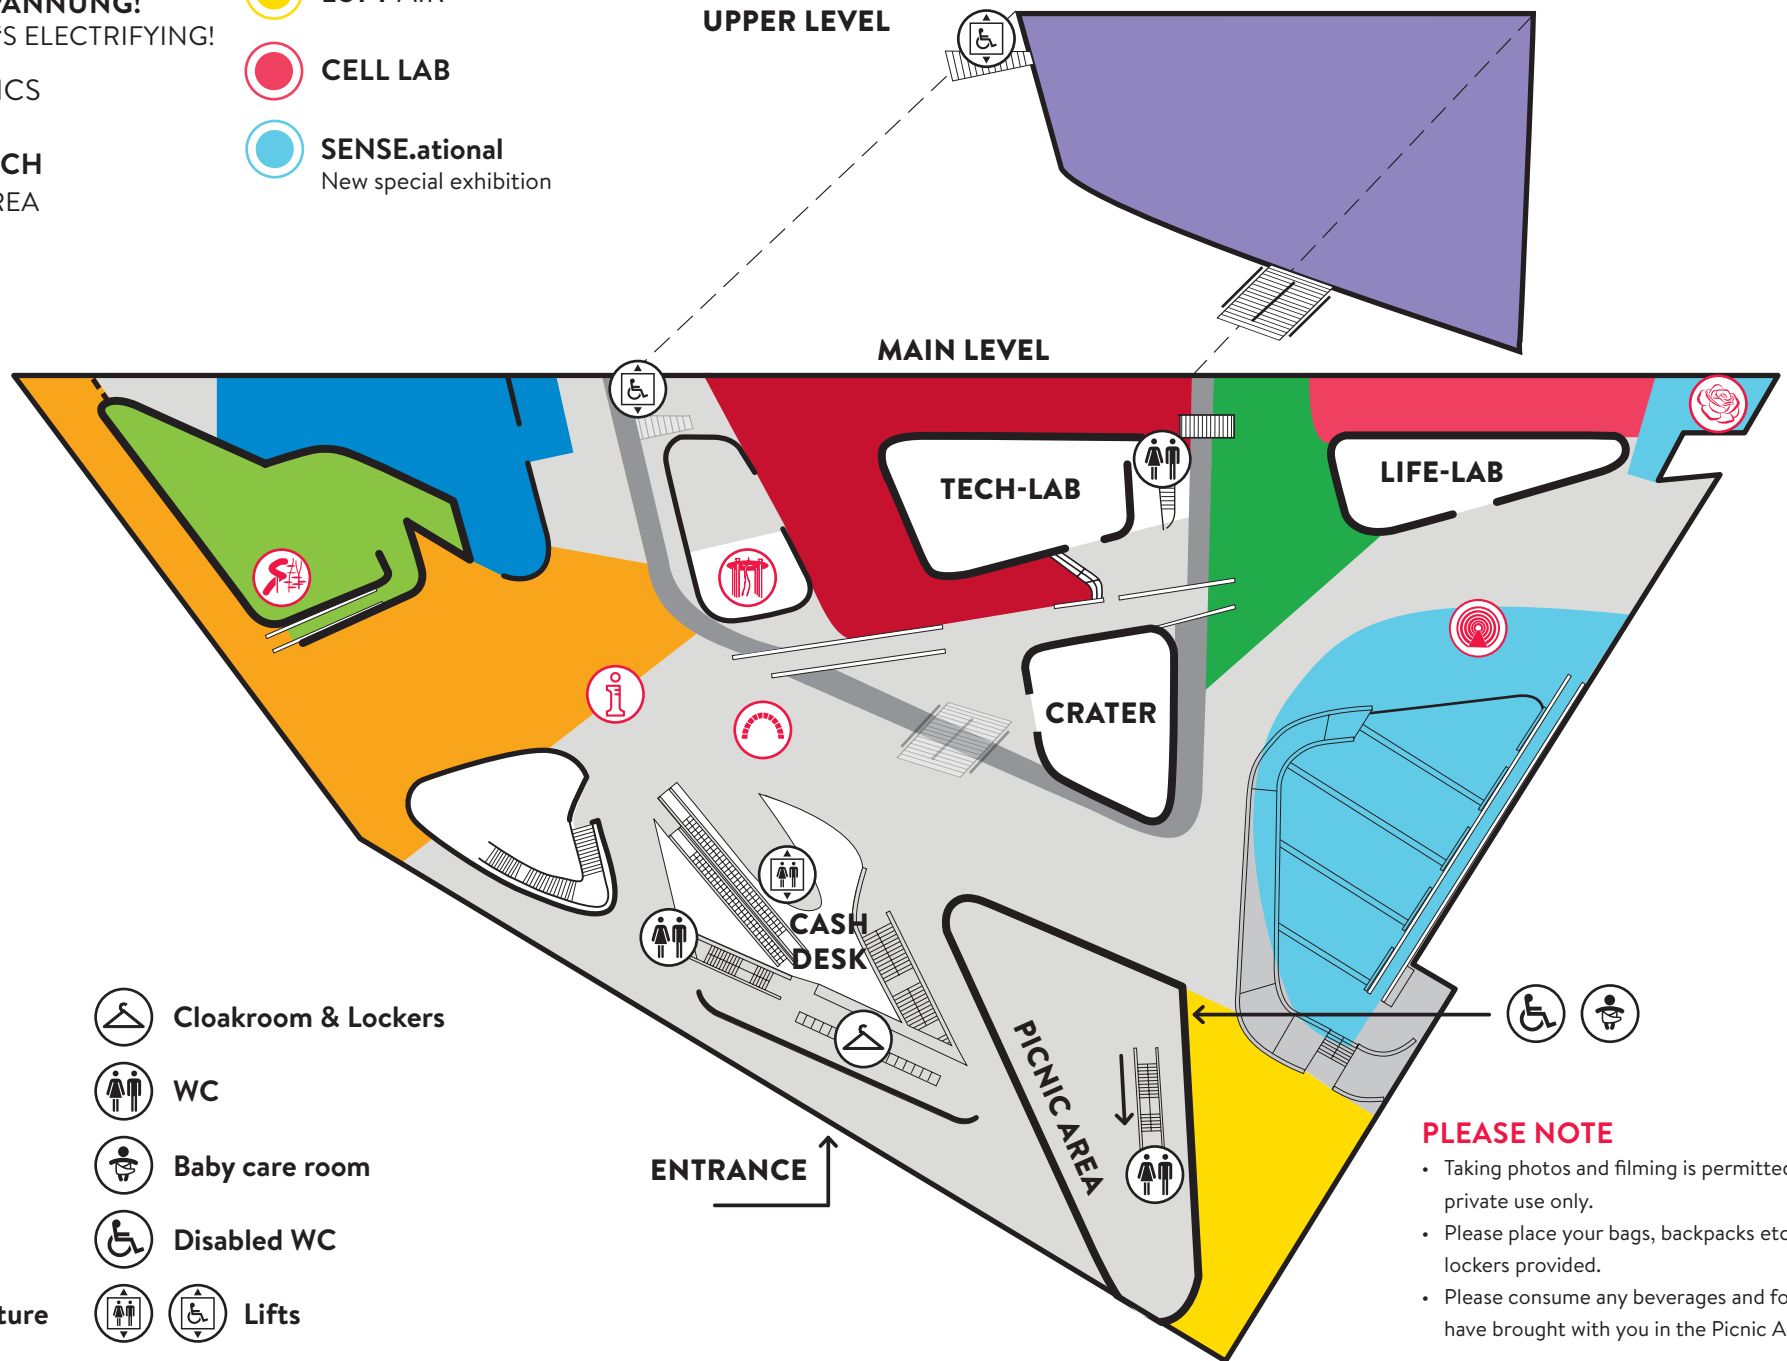 'S ELECTRIFYING!
CELL LAB
SENSE.ational
New special exhibition
UPPER LEVEL
MAIN LEVEL
TECH-LAB
LIFE-LAB
CRATER
CASH
DESK
PICNIC AREA
ENTRANCE
Cloakroom & Lockers
WC
Baby care room
Disabled WC
Lifts
PLEASE NOTE
• Taking photos and filming is permitted
private use only.
• Please place your bags, backpacks etc
lockers provided.
• Please consume any beverages and fo
have brought with you in the Picnic A